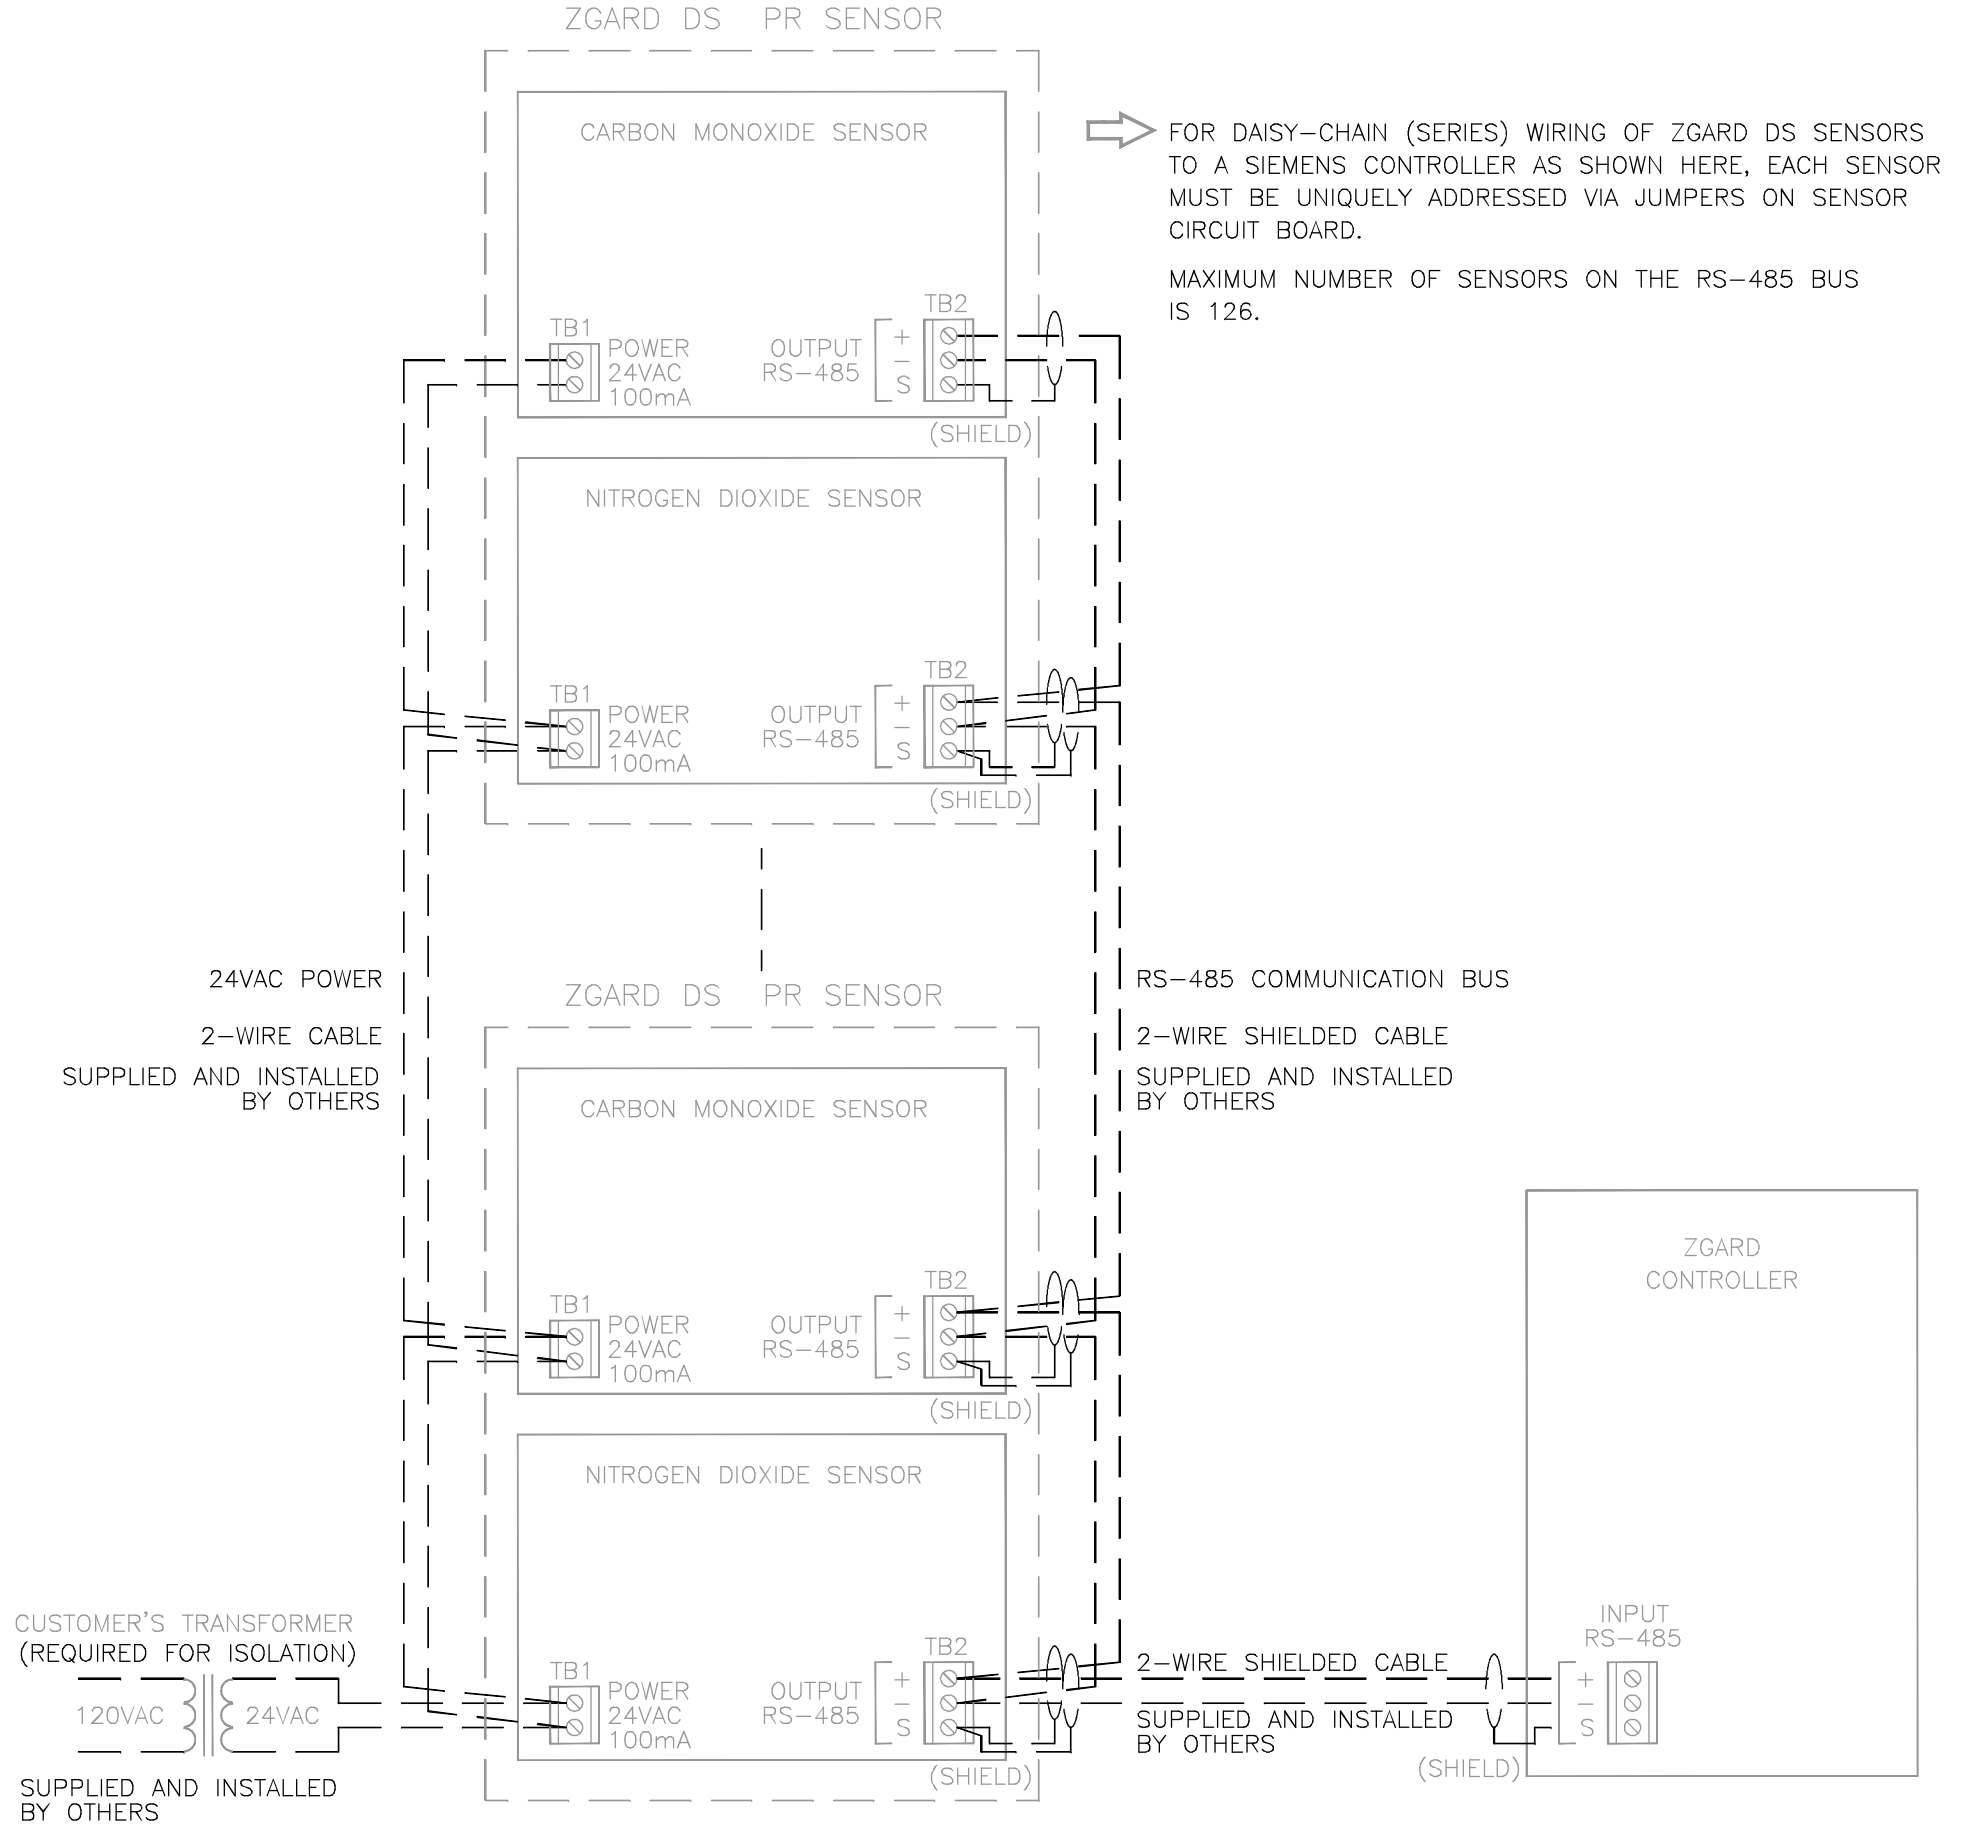 ZGARD DS PR SENSOR
CARBON MONOXIDE SENSOR
FOR DAISY-CHAIN (SERIES) WIRING OF ZGARD DS SENSORS
TO A SIEMENS CONTROLLER AS SHOWN HERE, EACH SENSOR
MUST BE UNIQUELY ADDRESSED VIA JUMPERS ON SENSOR
CIRCUIT BOARD.
MAXIMUM NUMBER OF SENSORS ON THE RS-485 BUS
IS 126.
TB1
POWER
24VAC
100mA
OUTPUT
RS-485
+
-
S
TB2
(SHIELD)
NITROGEN DIOXIDE SENSOR
TB1
POWER
24VAC
100mA
OUTPUT
RS-485
+
-
S
TB2
(SHIELD)
24VAC POWER
2-WIRE CABLE
SUPPLIED AND INSTALLED
BY OTHERS
RS-485 COMMUNICATION BUS
2-WIRE SHIELDED CABLE
SUPPLIED AND INSTALLED
BY OTHERS
ZGARD DS PR SENSOR
CARBON MONOXIDE SENSOR
TB1
POWER
24VAC
100mA
OUTPUT
RS-485
+
-
S
TB2
(SHIELD)
NITROGEN DIOXIDE SENSOR
TB1
POWER
24VAC
100mA
OUTPUT
RS-485
+
-
S
TB2
(SHIELD)
CUSTOMER'S TRANSFORMER
(REQUIRED FOR ISOLATION)
120VAC
24VAC
SUPPLIED AND INSTALLED
BY OTHERS
2-WIRE SHIELDED CABLE
SUPPLIED AND INSTALLED
BY OTHERS
ZGARD
CONTROLLER
INPUT
RS-485
+
-
S
(SHIELD)